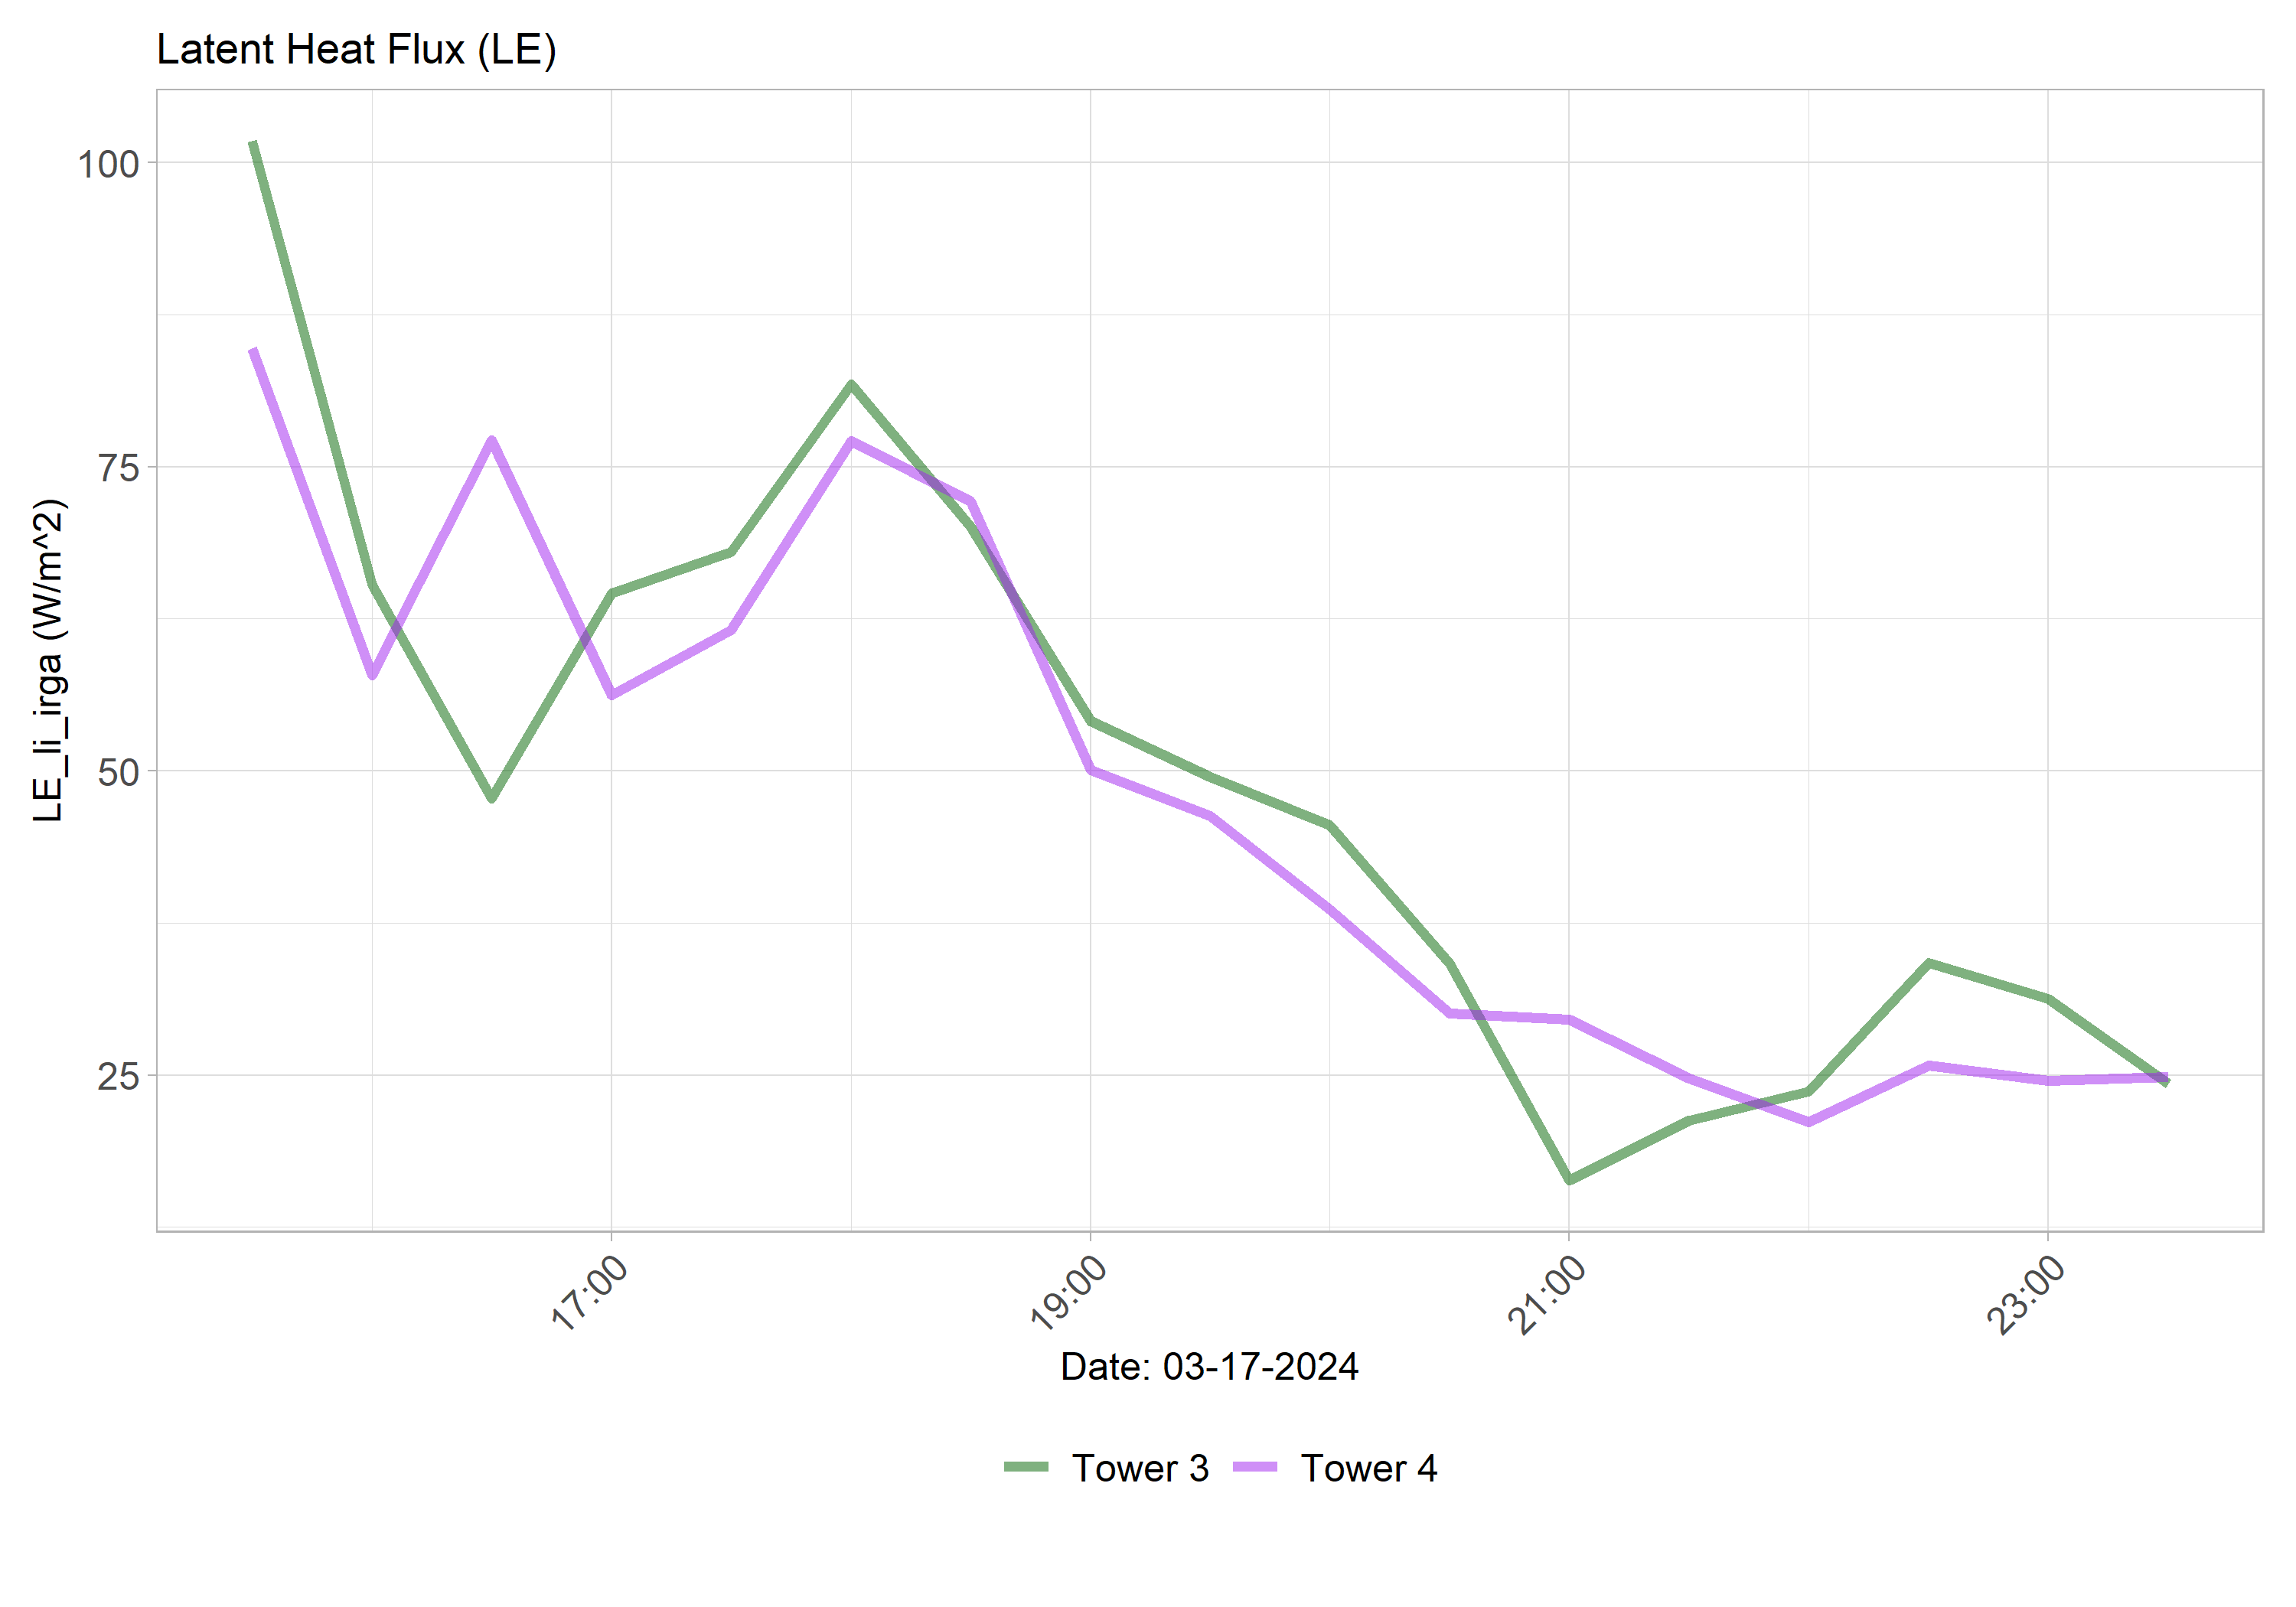 Latent Heat Flux (LE)
LE_li_irga (W/m^2)
100
75
50
25
17:00
19:00
21:00
23:00
Date: 03-17-2024
Tower 3
Tower 4